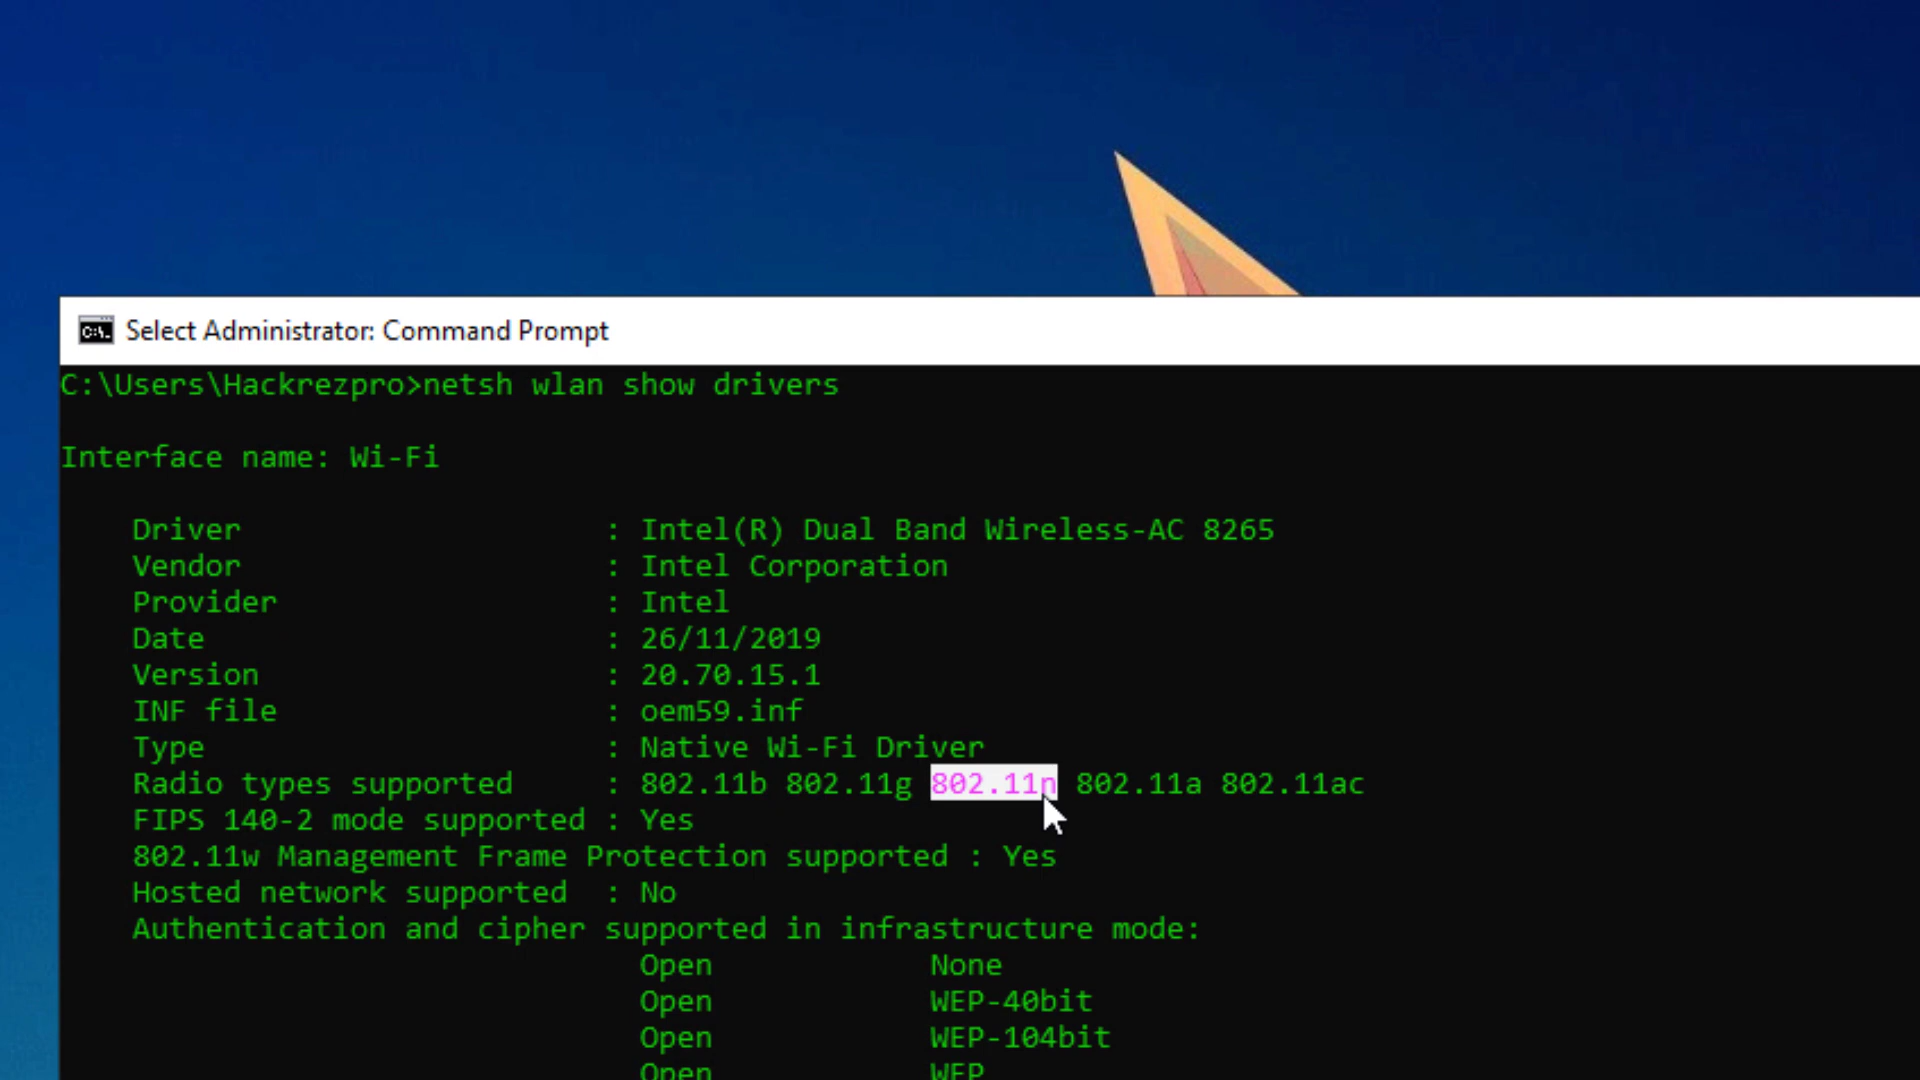 Select Administrator: Command Prompt
C:\Users\Hackrezpro>netsh wlan show drivers
Interface name: Wi-Fi
Driver : Intel(R) Dual Band Wireless-AC 8265
Vendor : Intel Corporation
Provider : Intel
Date : 26/11/2019
Version : 20.70.15.1
INF file : oem59.inf
Type : Native Wi-Fi Driver
Radio types supported : 802.11b 802.11g 802.11n 802.11a 802.11ac
FIPS 140-2 mode supported : Yes
802.11w Management Frame Protection supported : Yes
Hosted network supported : No
Authentication and cipher supported in infrastructure mode:
Open None
Open WEP-40bit
Open WEP-104bit
Open WEP